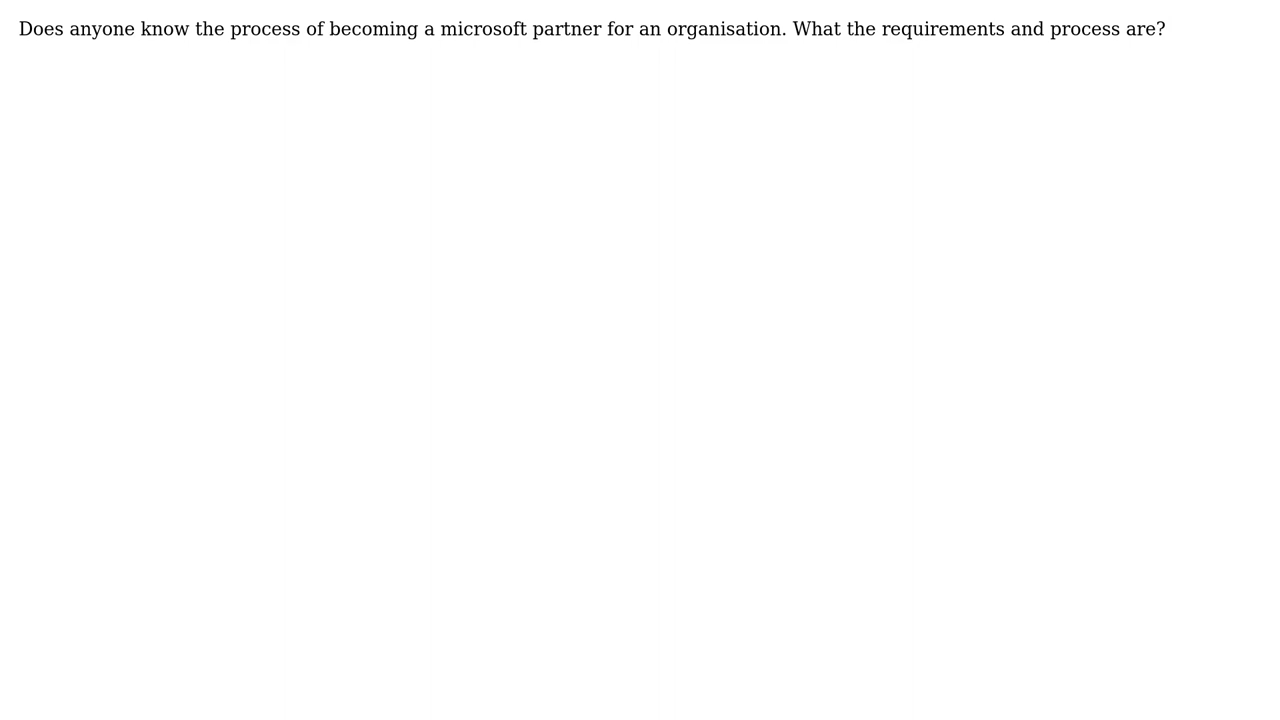 Does anyone know the process of becoming a microsoft partner for an organisation. What the requirements and process are?